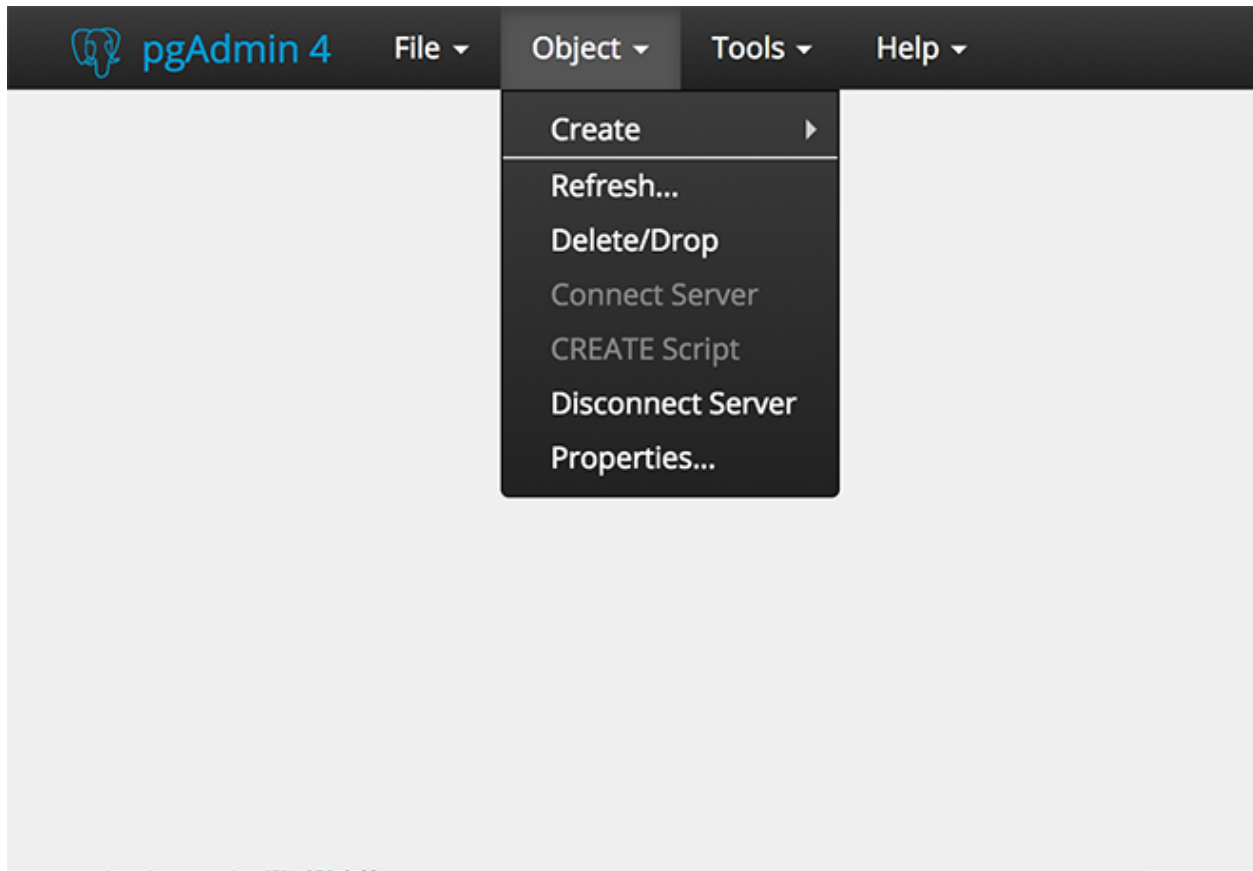 pgAdmin 4 File Object Tools Help
Create
Refresh...
Delete/Drop
Connect Server
CREATE Script
Disconnect Server
Properties...